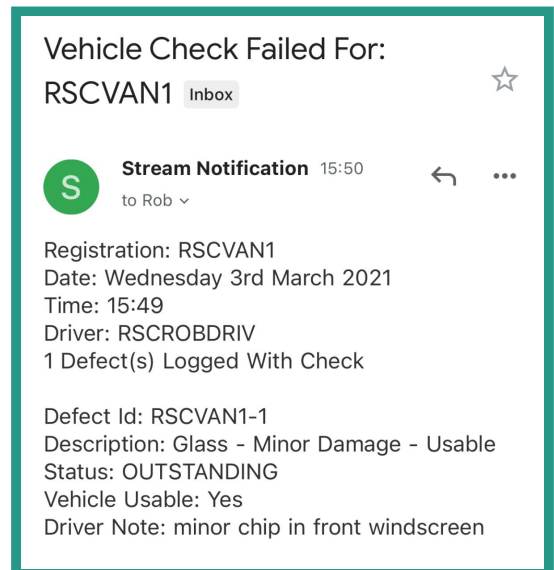 Vehicle Check Failed For:
RSCVAN1 Inbox
S
Stream Notification 15:50
to Rob
Registration: RSCVAN1
Date: Wednesday 3rd March 2021
Time: 15:49
Driver: RSCROBDRIV
1 Defect(s) Logged With Check
Defect Id: RSCVAN1-1
Description: Glass - Minor Damage - Usable
Status: OUTSTANDING
Vehicle Usable: Yes
Driver Note: minor chip in front windscreen